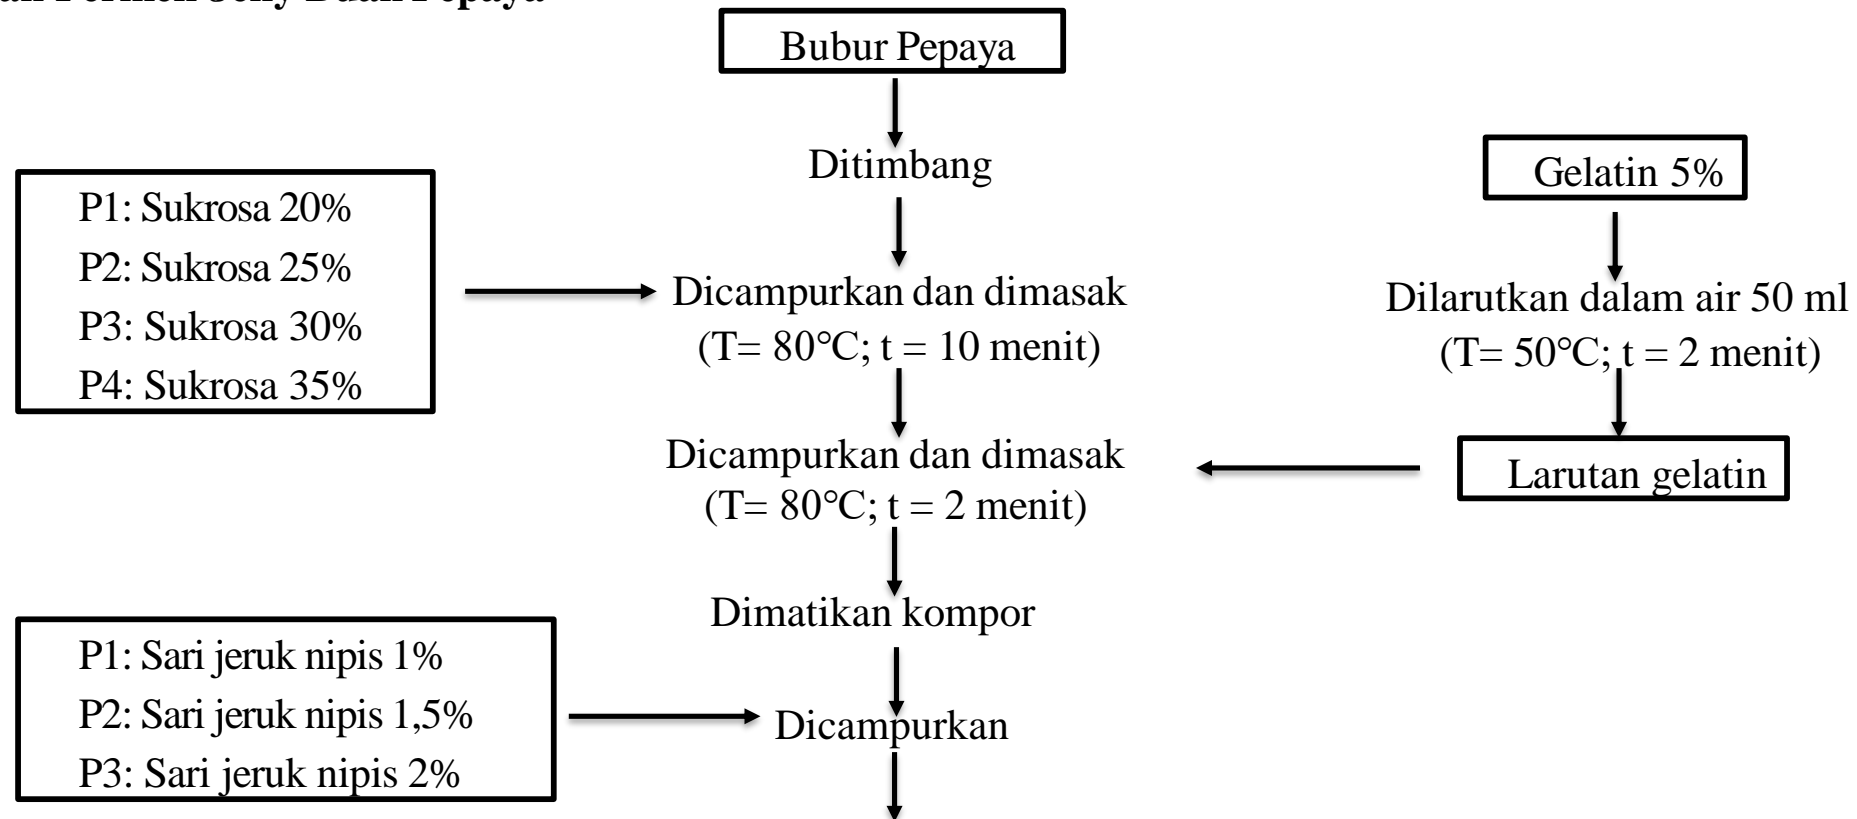 Buah Pepaya
Bubur Pepaya
Ditimbang
Gelatin 5%
P1: Sukrosa 20%
P2: Sukrosa 25%
P3: Sukrosa 30%
P4: Sukrosa 35%
Dicampurkan dan dimasak
(T= 80°C; t = 10 menit)
Dilarutkan dalam air 50 ml
(T= 50°C; t = 2 menit)
Dicampurkan dan dimasak
(T= 80°C; t = 2 menit)
Larutan gelatin
Dimatikan kompor
P1: Sari jeruk nipis 1%
P2: Sari jeruk nipis 1,5%
P3: Sari jeruk nipis 2%
Dicampurkan